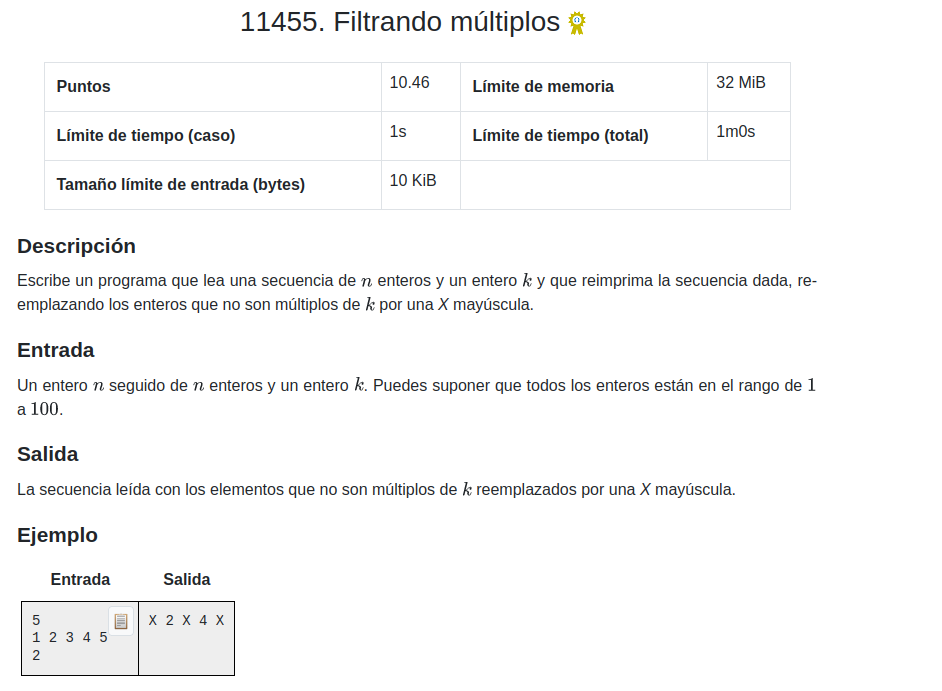 11455. Filtrando múltiplos
Puntos 10.46 Límite de memoria 32 MiB
Límite de tiempo (caso) 1s Límite de tiempo (total) 1m0s
Tamaño límite de entrada (bytes) 10 KiB
Descripción
Escribe un programa que lea una secuencia de n enteros y un entero k y que reimprima la secuencia dada, re-
emplazando los enteros que no son múltiplos de k por una X mayúscula.
Entrada
Un entero n seguido de n enteros y un entero k. Puedes suponer que todos los enteros están en el rango de 1
a 100.
Salida
La secuencia leída con los elementos que no son múltiplos de k reemplazados por una X mayúscula.
Ejemplo
Entrada Salida
5 X 2 X 4 X
1 2 3 4 5
2